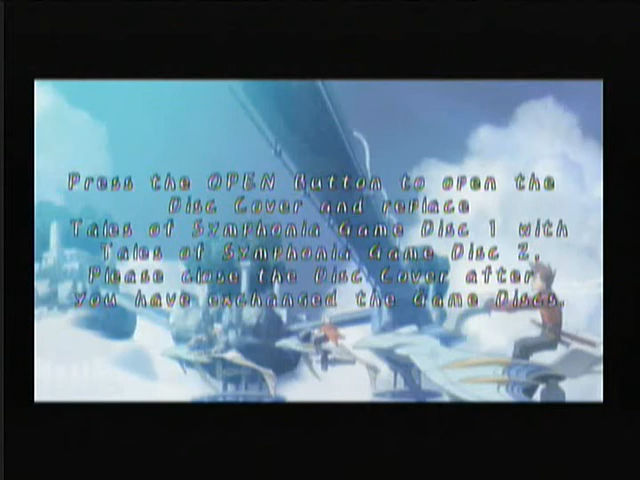 Press the OPEN Button to open the
Disc Cover and replace
Tales of Symphonia Game Disc 1 with
Tales of Symphonia Game Disc 2.
Please close the Disc Cover after
you have exchanged the Game Discs.